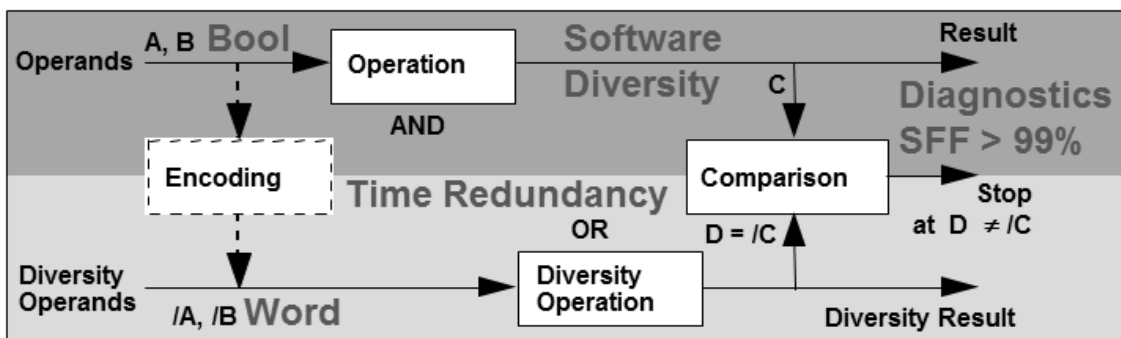 A, B Bool
Operands
Operation
AND
Software
Diversity
Result
C
Diagnostics
SFF > 99%
Encoding
Time Redundancy
Comparison
Stop
at D ≠ /C
OR
D = /C
Diversity
Operands
/A, /B Word
Diversity
Operation
Diversity Result